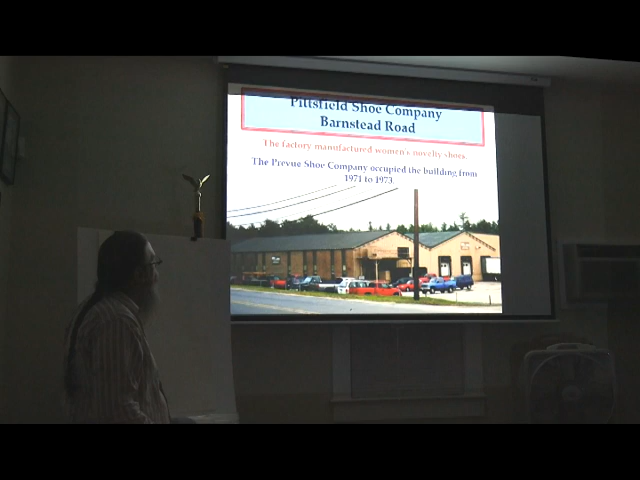 Pittsfield Shoe Company
Barnstead Road
The factory manufactured women's novelty shoes.
The Prevue Shoe Company occupied the building from
1971 to 1973.